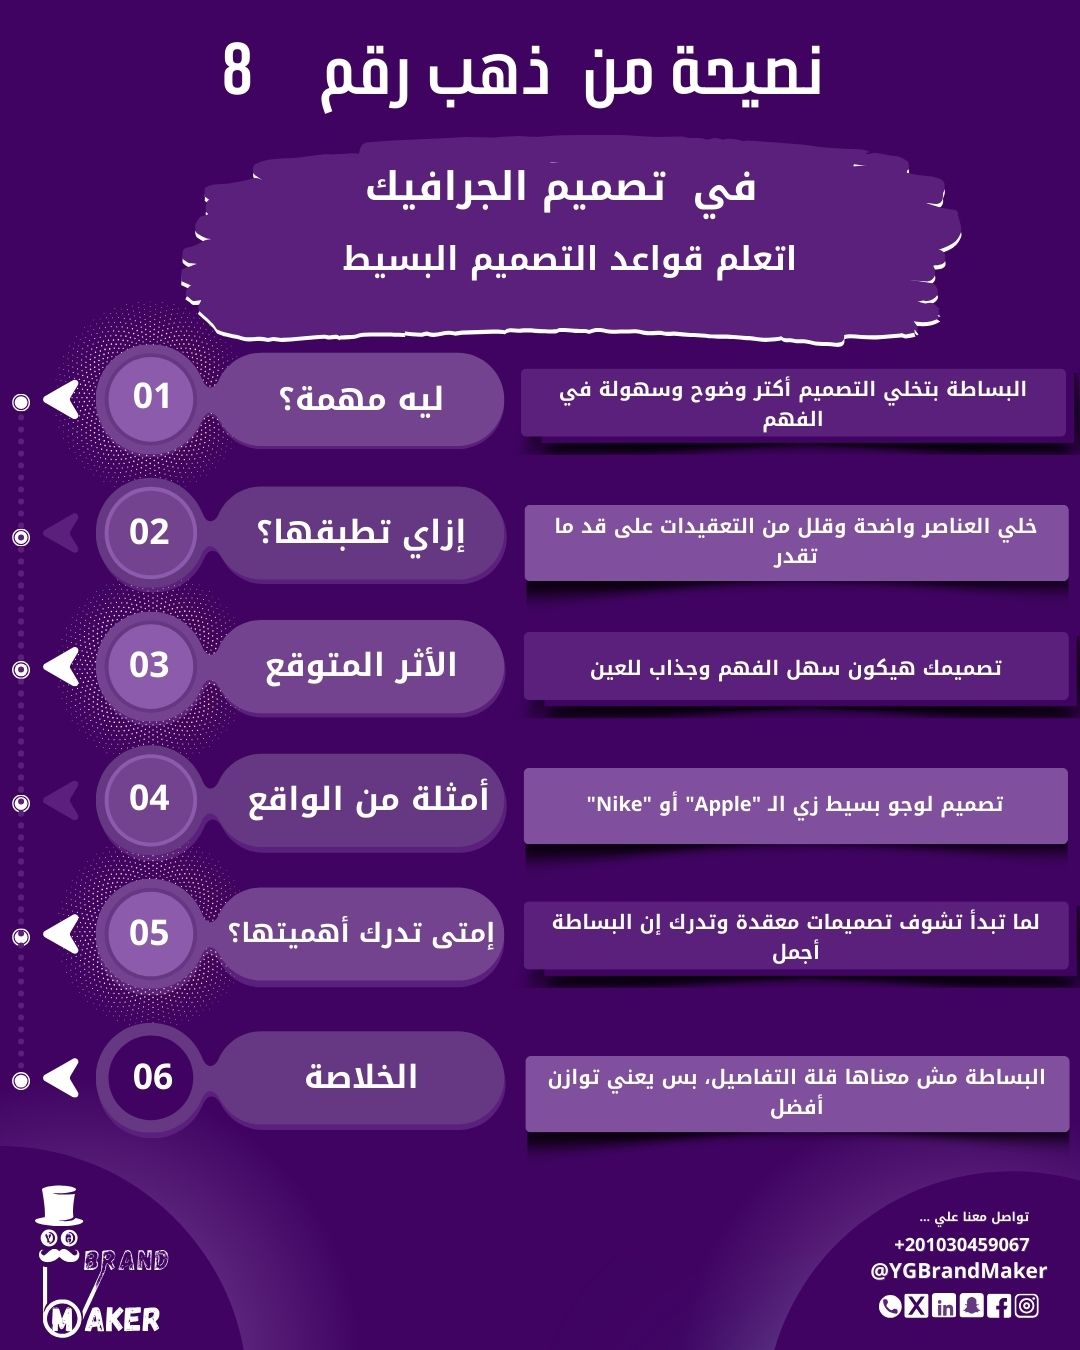 نصيحة من ذهب رقم 8
في تصميم الجرافيك
اتعلم قواعد التصميم البسيط
01
ليه مهمة؟
البساطة بتخلي التصميم أكتر وضوح وسهولة في
الفهم
02
إزاي تطبقها؟
خلي العناصر واضحة وقلل من التعقيدات على قد ما
تقدر
03
الأثر المتوقع
تصميمك هيكون سهل الفهم وجذاب للعين
04
أمثلة من الواقع
تصميم لوجو بسيط زي الـ "Apple" أو "Nike"
05
إمتى تدرك أهميتها؟
لما تبدأ تشوف تصميمات معقدة وتدرك إن البساطة
أجمل
06
الخلاصة
البساطة مش معناها قلة التفاصيل، بس يعني توازن
أفضل
YG
BRAND
MAKER
تواصل معنا علي ...
+201030459067
@YGBrandMaker